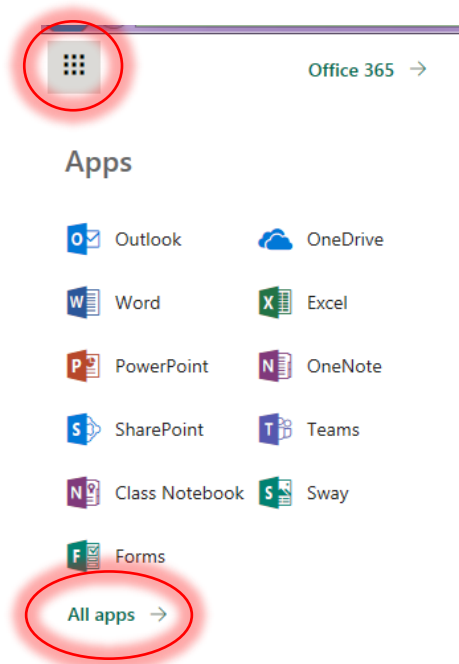 Office 365 →
Apps
Outlook OneDrive
Word Excel
PowerPoint OneNote
SharePoint Teams
Class Notebook Sway
Forms
All apps →